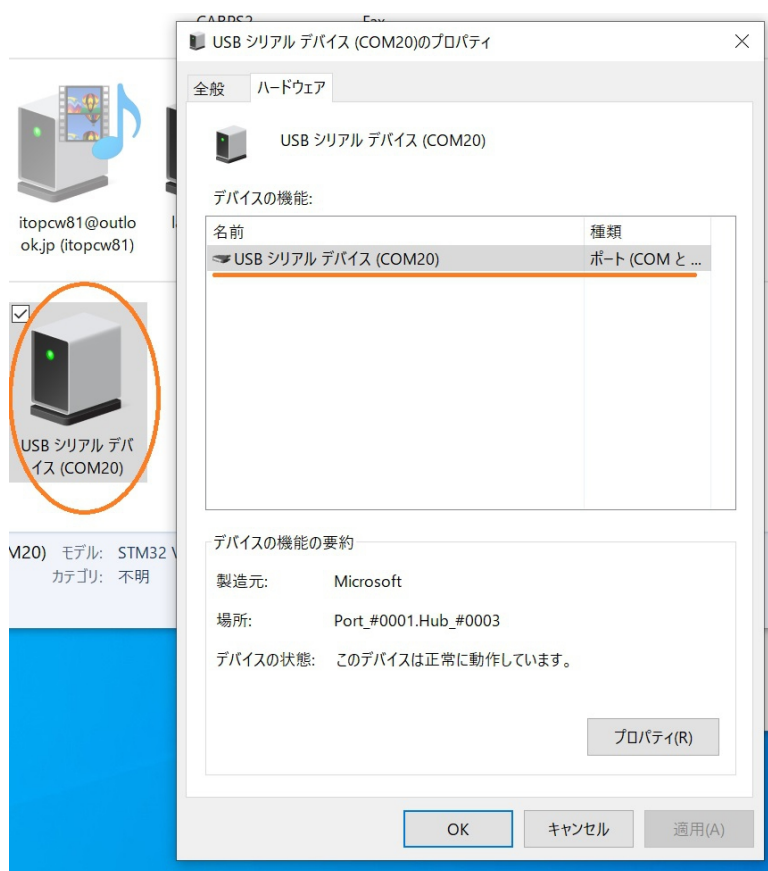 USB シリアル デバイス (COM20)のプロパティ
全般
ハードウェア
USB シリアル デバイス (COM20)
デバイスの機能:
名前
種類
USB シリアル デバイス (COM20)
ポート (COM と ...
デバイスの機能の要約
製造元:
Microsoft
場所:
Port_#0001.Hub_#0003
デバイスの状態:
このデバイスは正常に動作しています。
プロパティ(R)
OK
キャンセル
適用(A)
itopcw81@outlo
ok.jp (itopcw81)
USB シリアル デバ
イス (COM20)
M20) モデル: STM32
カテゴリ: 不明